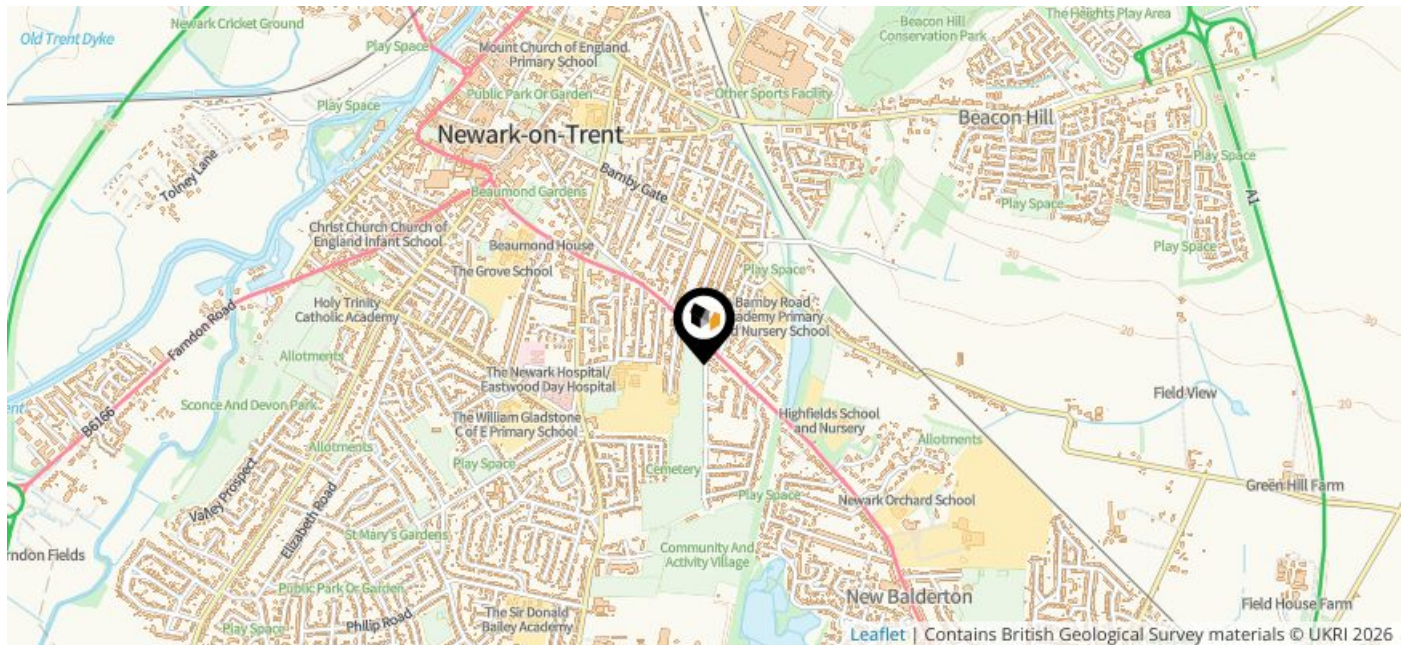 Newark Cricket Ground
Old Trent Dyke
Play Space
Mount Church of England
Primary School
Beacon Hill
Conservation Park
The Heights Play Area
Play Space
Public Park Or Garden
Other Sports Facility
Newark-on-Trent
Beacon Hill
Tolney Lane
Play Space
Barnby Gate
Beaumond Gardens
A1
Play Space
Christ Church Church of
England Infant School
Beaumond House
Play Space
The Grove School
Play Space
30
Holy Trinity
Catholic Academy
Barnby Road
Academy Primary
d Nursery School
Farndon Road
20
30
Allotments
The Newark Hospital/
Eastwood Day Hospital
Field View
20
Sconce And Devon Park
B6166
The William Gladstone
C of E Primary School
Highfields School
and Nursery
Allotments
Allotments
Play Space
Cemetery
Valley Prospect
Elizabeth Road
Play Space
Newark Orchard School
Green Hill Farm
St Mary's Gardens
rndon Fields
Community And
Activity Village
Public Park Or Garden
New Balderton
Field House Farm
Play Space
Philip Road
The Sir Donald
Bailey Academy
Leaflet | Contains British Geological Survey materials © UKRI 2026